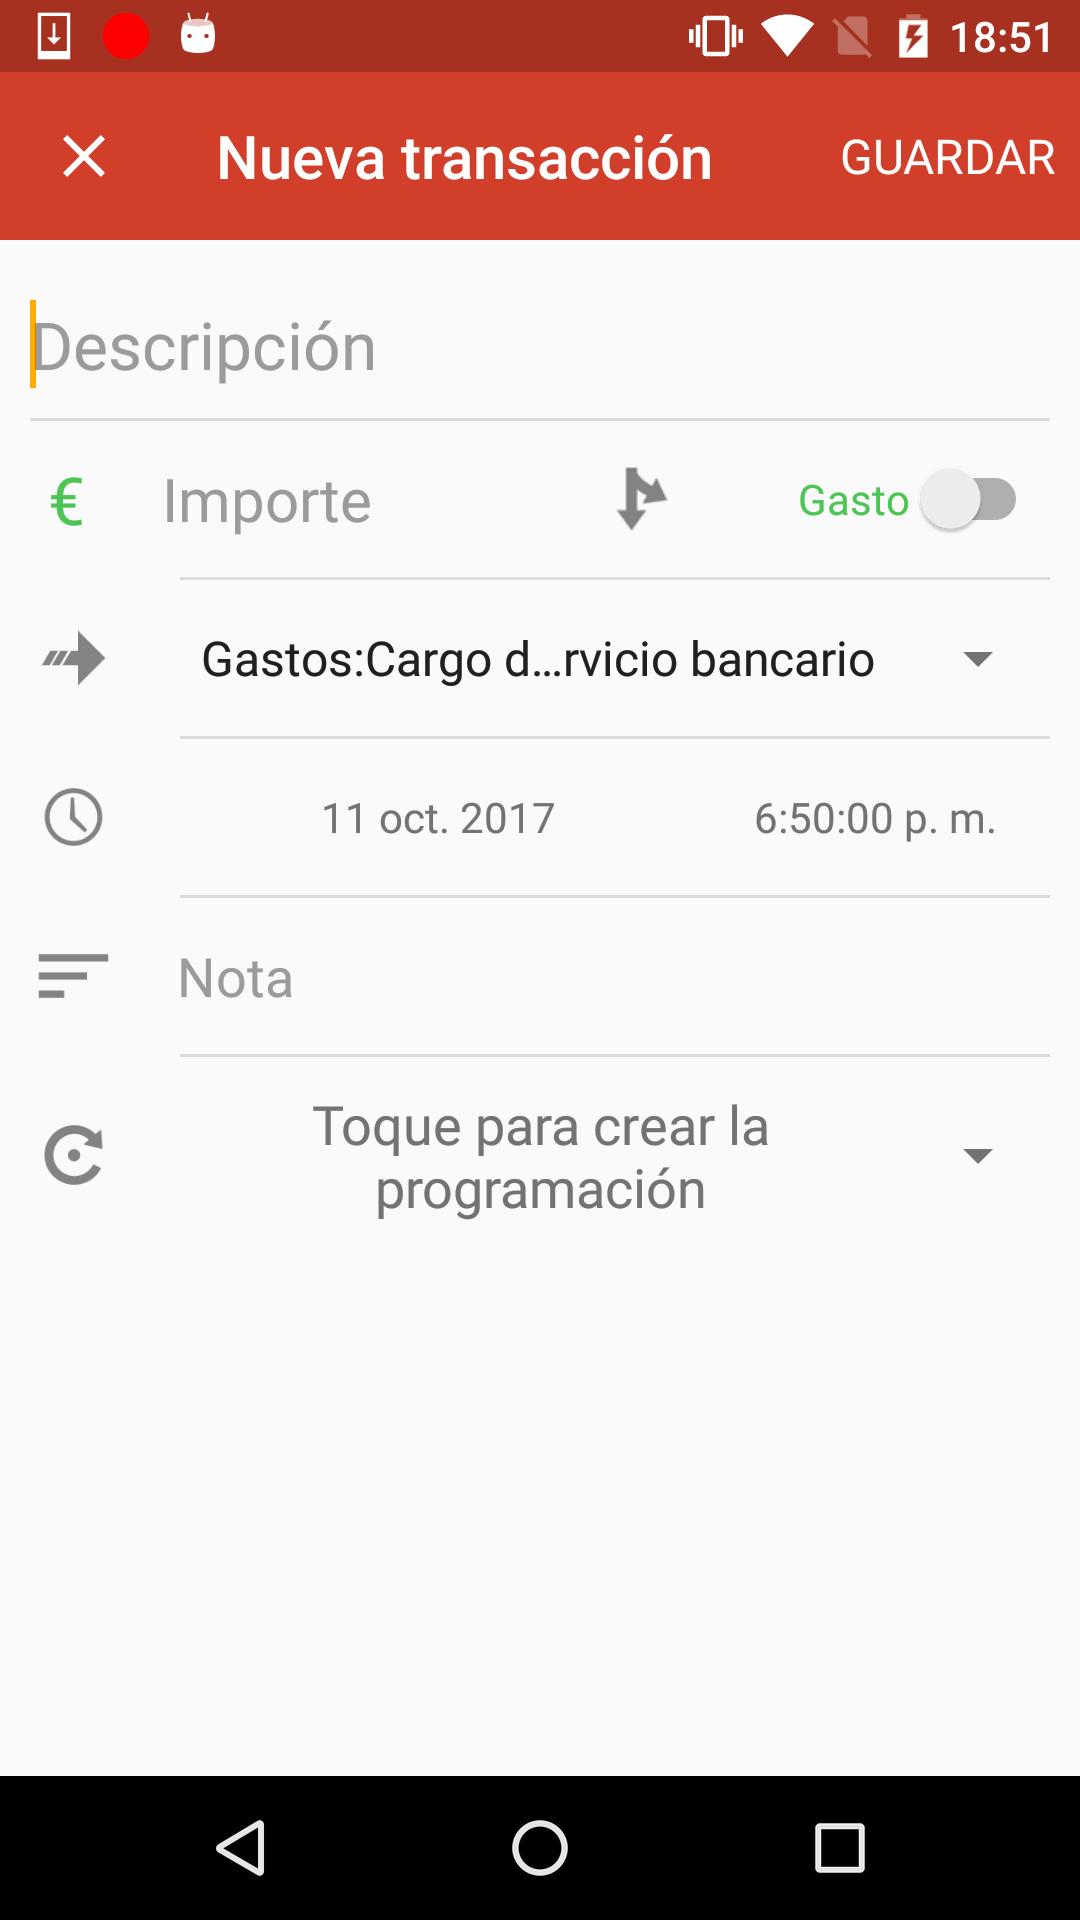 18:51
Nueva transacción
GUARDAR
Descripción
€ Importe
Gasto
Gastos:Cargo d...rvicio bancario
11 oct. 2017
6:50:00 p. m.
Nota
Toque para crear la
programación